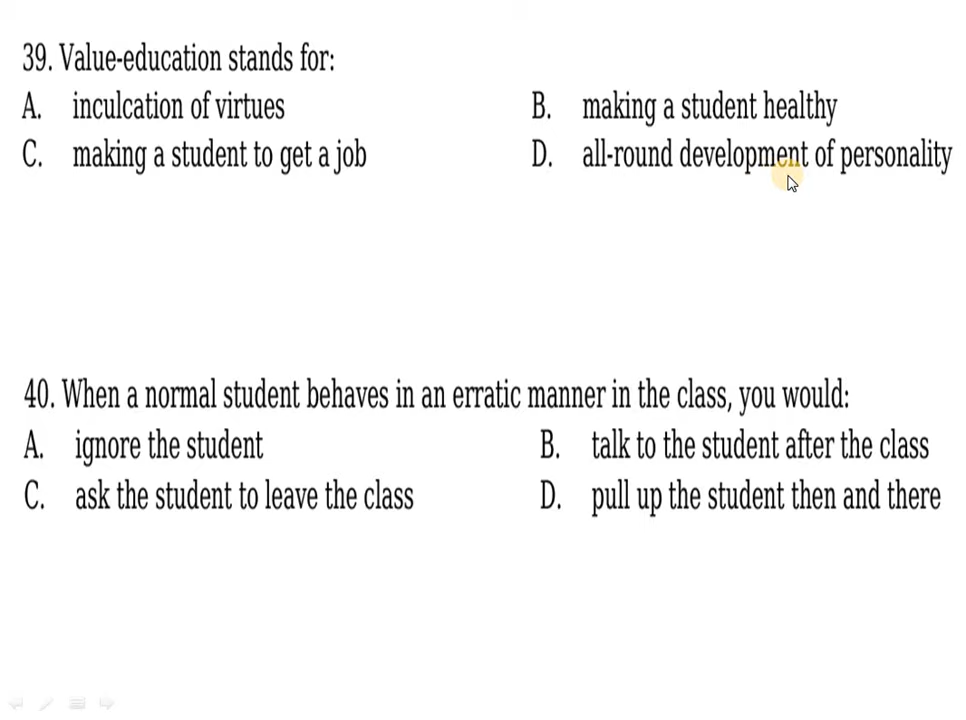 39. Value-education stands for:
A. inculcation of virtues B. making a student healthy
C. making a student to get a job D. all-round development of personality
40. When a normal student behaves in an erratic manner in the class, you would:
A. ignore the student B. talk to the student after the class
C. ask the student to leave the class D. pull up the student then and there